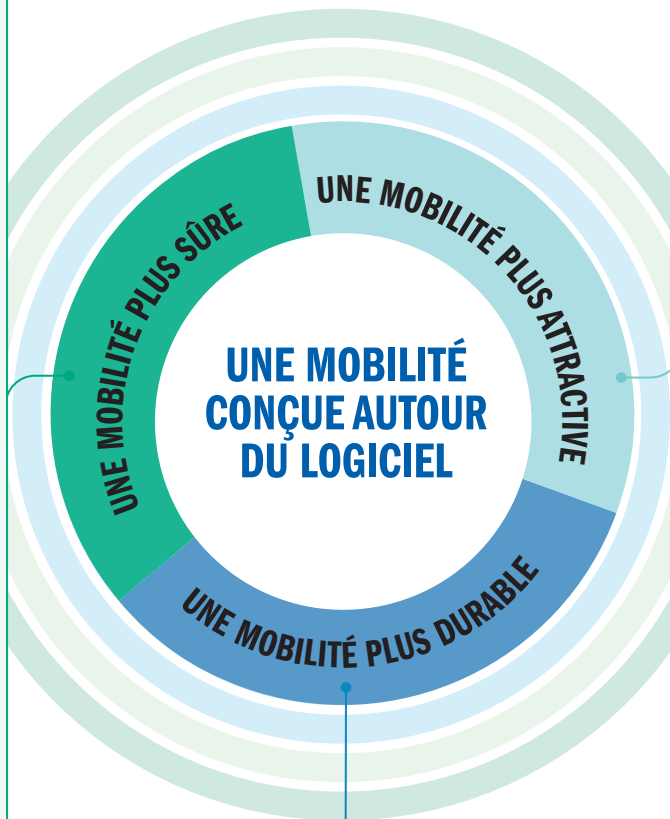 UNE MOBILITÉ PLUS SÛRE
UNE MOBILITÉ PLUS ATTRACTIVE
UNE MOBILITÉ
CONÇUE AUTOUR
DU LOGICIEL
UNE MOBILITÉ PLUS DURABLE